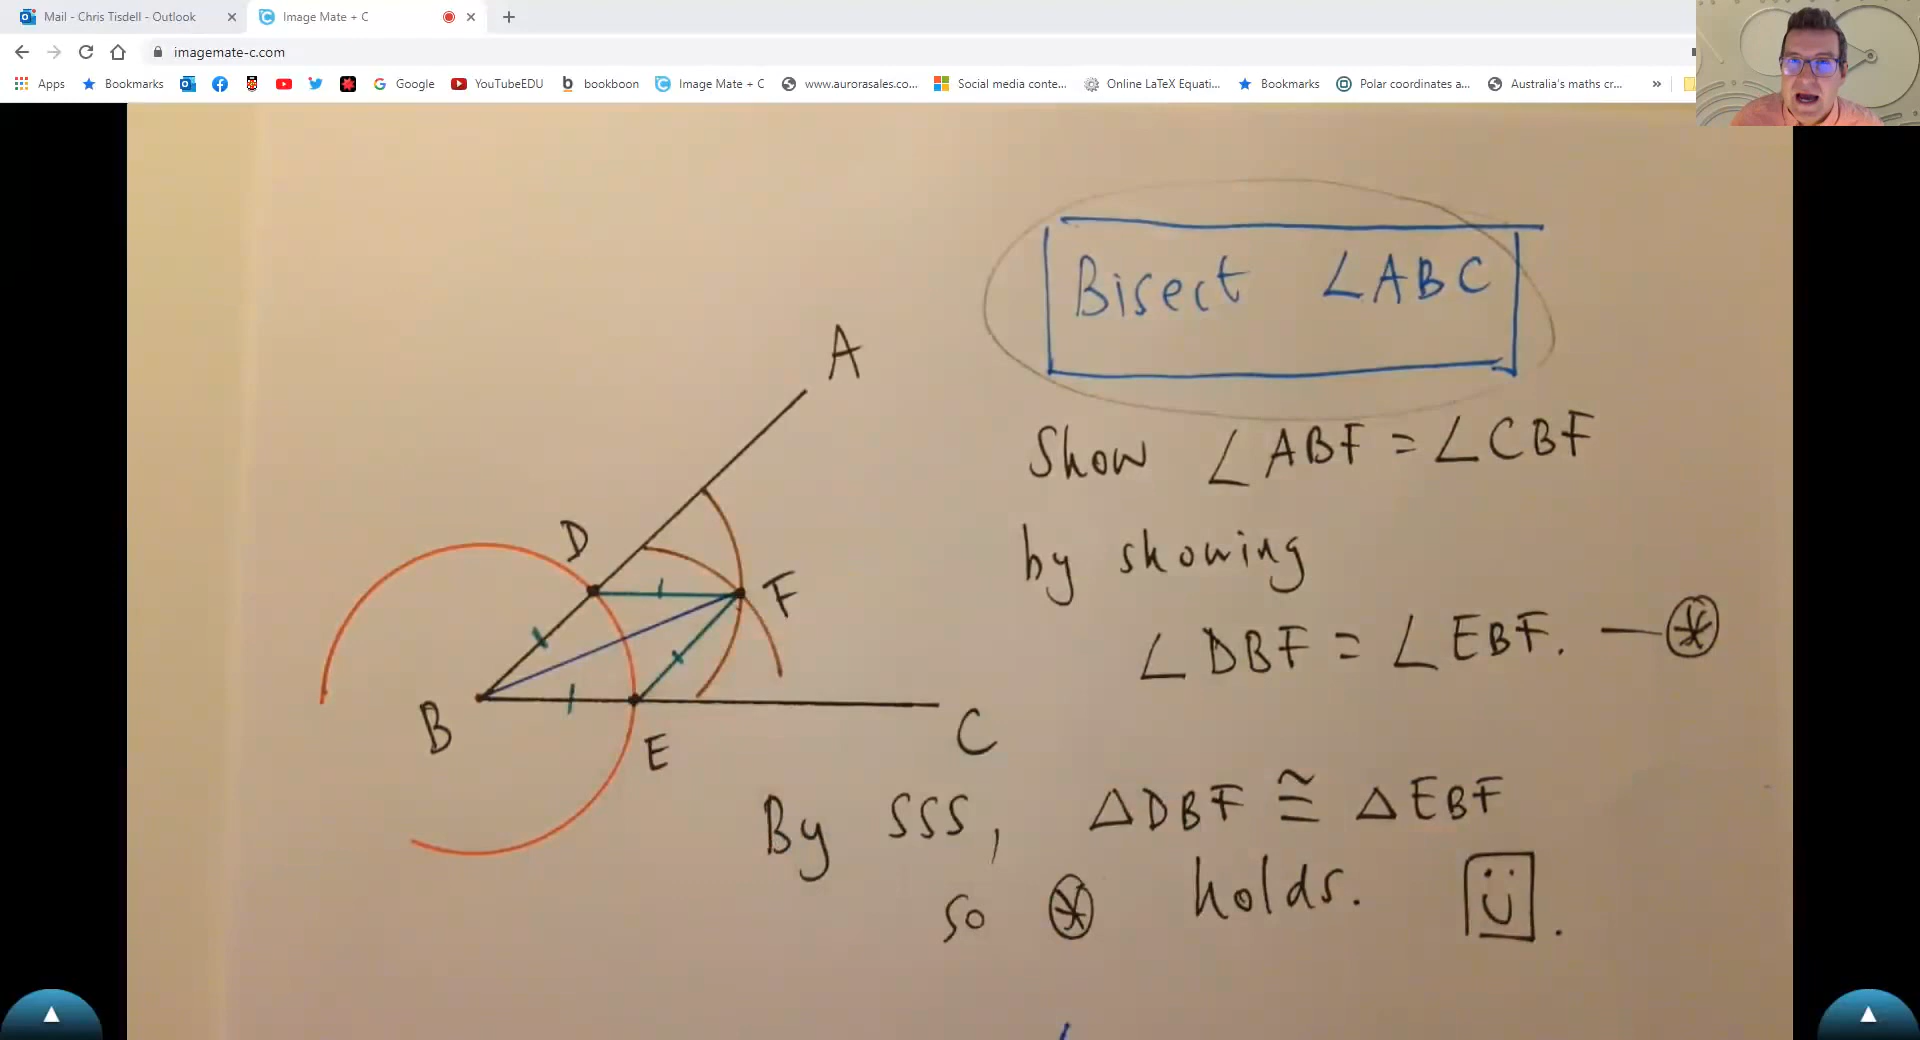 Mail - Chris Tisdell - Outlook
Image Mate + C
imagemate-c.com
Apps
Bookmarks
Google
YouTubeEDU
bookboon
Image Mate + C
www.aurorasales.co...
Social media conte...
Online LaTeX Equati...
Bookmarks
Polar coordinates a...
Australia's maths cr...
Bisect ∠ABC
A
Show ∠ABF = ∠CBF
D
by showing
F
∠DBF = ∠EBF. — ⊛
B
E
C
By SSS, △DBF ≅ △EBF
so ⊛ holds.